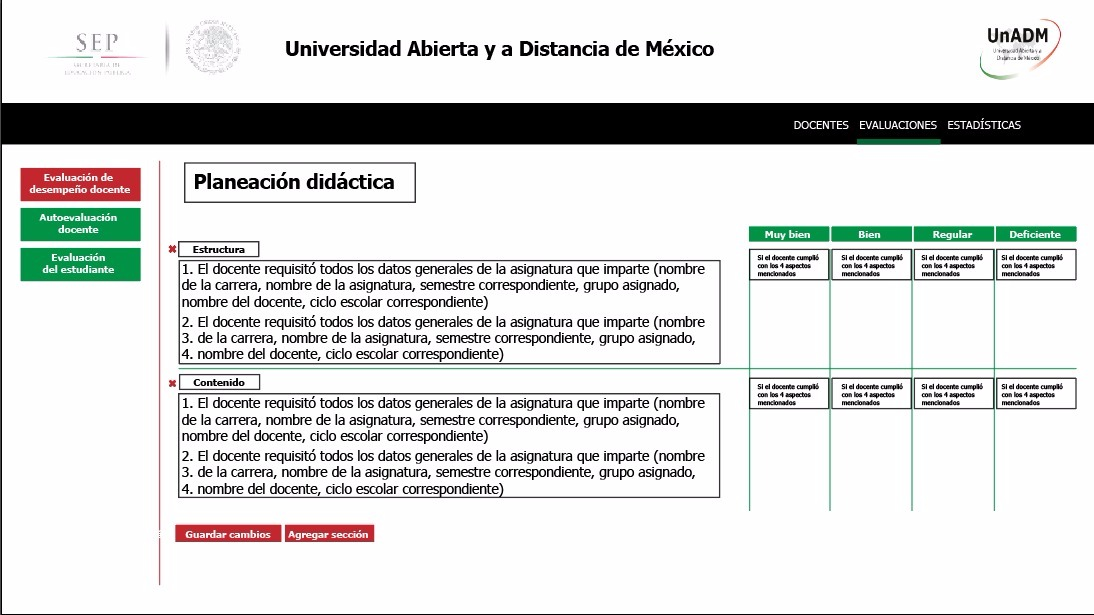 SEP
SECRETARÍA DE
EDUCACIÓN PÚBLICA
Universidad Abierta y a Distancia de México
UnADM
Universidad Abierta y a
Distancia de México
DOCENTES EVALUACIONES ESTADÍSTICAS
Evaluación de
desempeño docente
Autoevaluación
docente
Evaluación
del estudiante
Planeación didáctica
Muy bien Bien Regular Deficiente
Estructura
1. El docente requisitó todos los datos generales de la asignatura que imparte (nombre
de la carrera, nombre de la asignatura, semestre correspondiente, grupo asignado,
nombre del docente, ciclo escolar correspondiente)
2. El docente requisitó todos los datos generales de la asignatura que imparte (nombre
3. de la carrera, nombre de la asignatura, semestre correspondiente, grupo asignado,
4. nombre del docente, ciclo escolar correspondiente)
Si el docente cumplió
con los 4 aspectos
mencionados
Si el docente cumplió
con los 4 aspectos
mencionados
Si el docente cumplió
con los 4 aspectos
mencionados
Si el docente cumplió
con los 4 aspectos
mencionados
Contenido
1. El docente requisitó todos los datos generales de la asignatura que imparte (nombre
de la carrera, nombre de la asignatura, semestre correspondiente, grupo asignado,
nombre del docente, ciclo escolar correspondiente)
2. El docente requisitó todos los datos generales de la asignatura que imparte (nombre
3. de la carrera, nombre de la asignatura, semestre correspondiente, grupo asignado,
4. nombre del docente, ciclo escolar correspondiente)
Si el docente cumplió
con los 4 aspectos
mencionados
Si el docente cumplió
con los 4 aspectos
mencionados
Si el docente cumplió
con los 4 aspectos
mencionados
Si el docente cumplió
con los 4 aspectos
mencionados
Guardar cambios Agregar sección